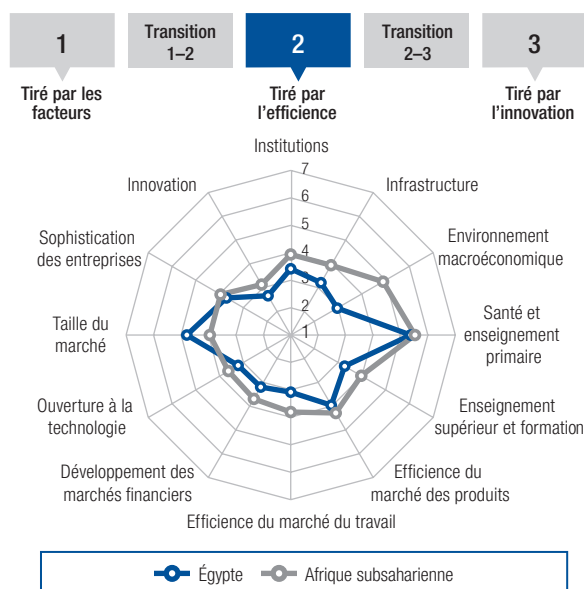 1
Transition
1–2
2
Transition
2–3
3
Tiré par les
facteurs
Tiré par
l'efficience
Tiré par
l'innovation
Institutions
7
6
5
4
3
2
1
Infrastructure
Environnement
macroéconomique
Santé et
enseignement
primaire
Enseignement
supérieur et formation
Efficience du
marché des produits
Efficience du marché du travail
Développement des
marchés financiers
Ouverture à la
technologie
Taille du
marché
Sophistication
des entreprises
Innovation
Égypte
Afrique subsaharienne